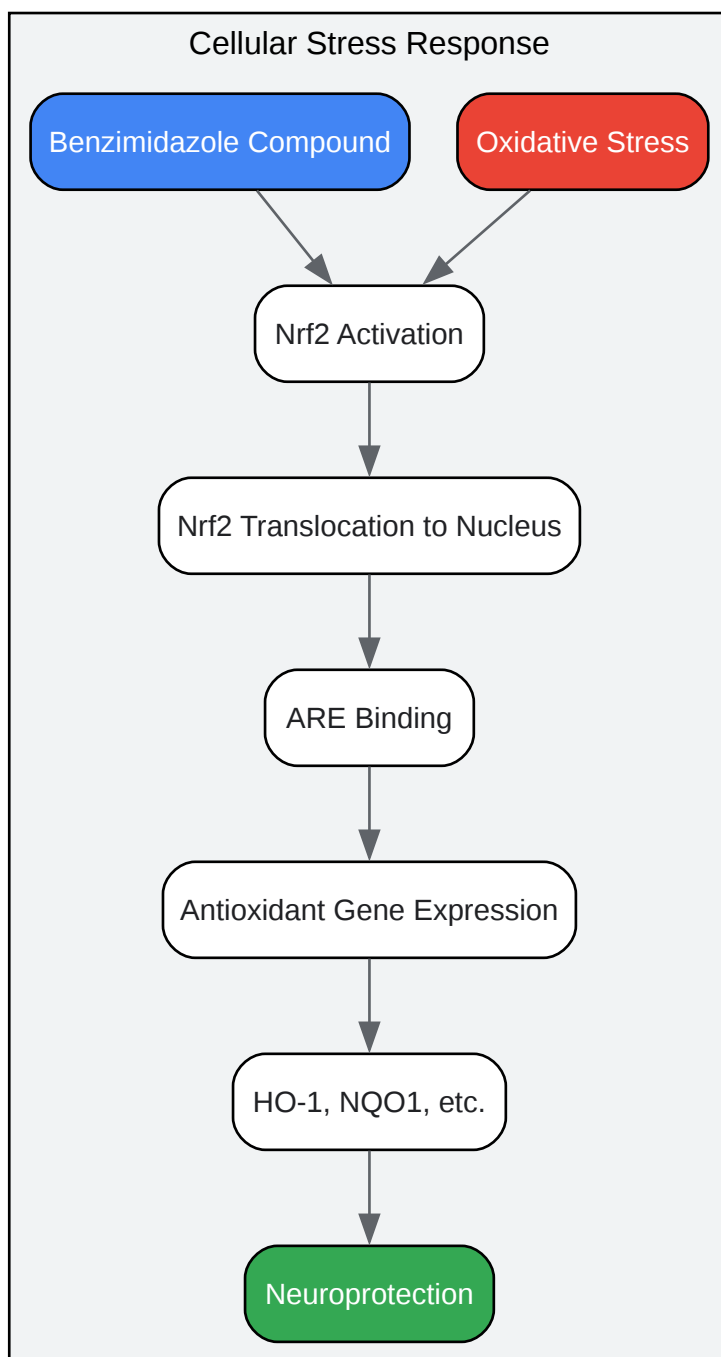 Cellular Stress Response
Benzimidazole Compound
Oxidative Stress
Nrf2 Activation
Nrf2 Translocation to Nucleus
ARE Binding
Antioxidant Gene Expression
HO-1, NQO1, etc.
Neuroprotection